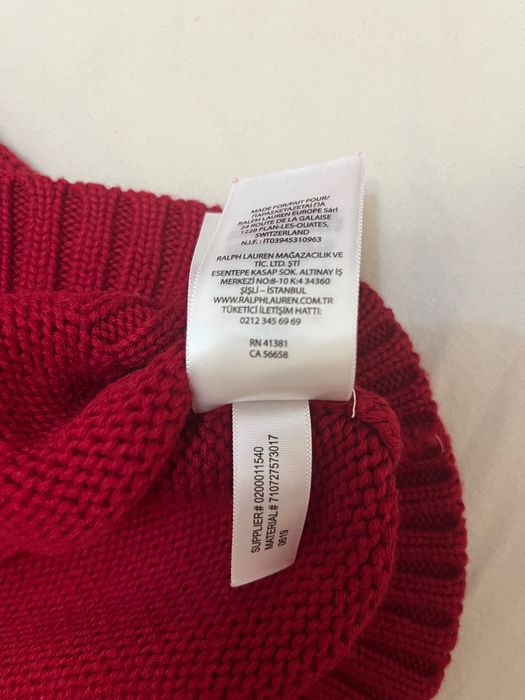 MADE FOR/FAIT POUR/
ΠΑΡΑΣΚΕΥΑΖΕΤΑΙ ΓΙΑ
RALPH LAUREN EUROPE Sàrl
24 ROUTE DE LA GALAISE
1228 PLAN-LES-OUATES,
SWITZERLAND
N.I.F. : IT03945310963
RALPH LAUREN MAĞAZACILIK VE
TİC. LTD. ŞTİ
ESENTEPE KASAP SOK. ALTINAY İŞ
MERKEZİ NO:8-10 K:4 34360
ŞİŞLİ – İSTANBUL
WWW.RALPHLAUREN.COM.TR
TÜKETİCİ İLETİŞİM HATTI:
0212 345 69 69
RN 41381
CA 56658
SUPPLIER# 0200011540
MATERIAL# 710727573017
0619